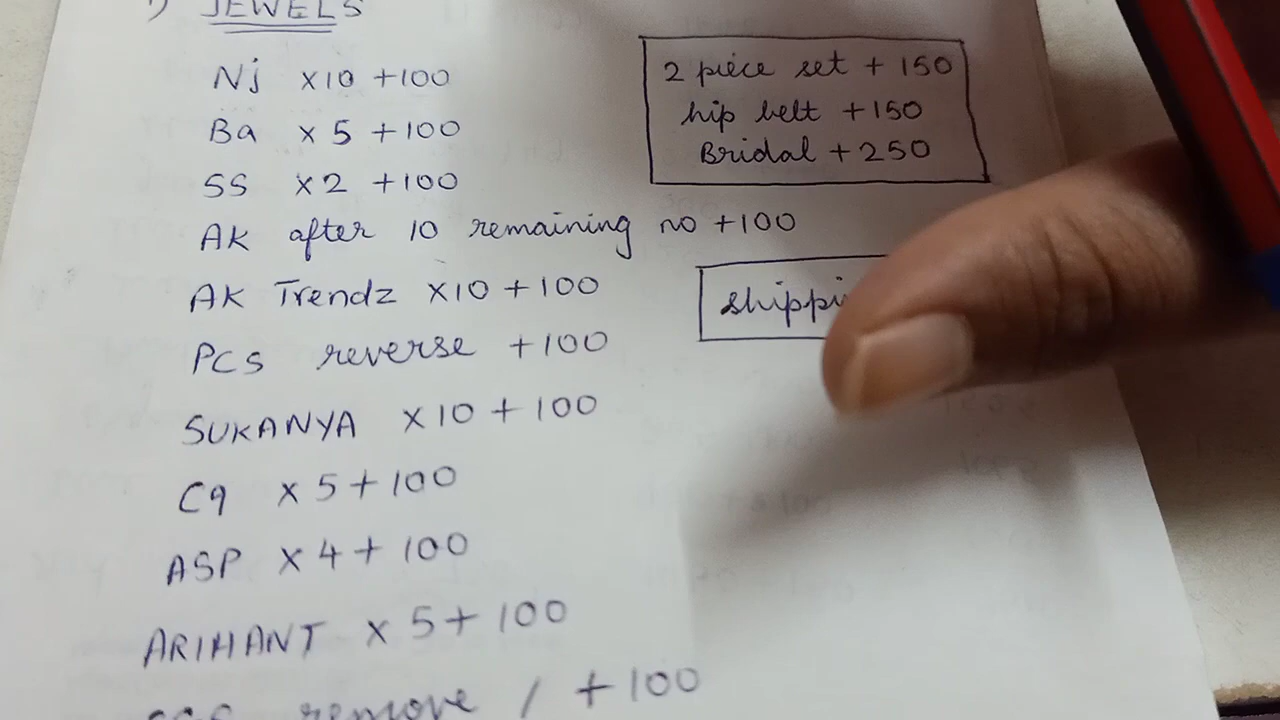 1) JEWELS
Nj x10 +100
Ba x 5 +100
SS x2 +100
AK after 10 remaining no +100
AK Trendz x10 +100
PCS reverse +100
SUKANYA x10 +100
C9 x 5+100
ASP x 4+100
ARIHANT x 5+100
remove / +100
2 piece set + 150
hip belt +150
Bridal +250